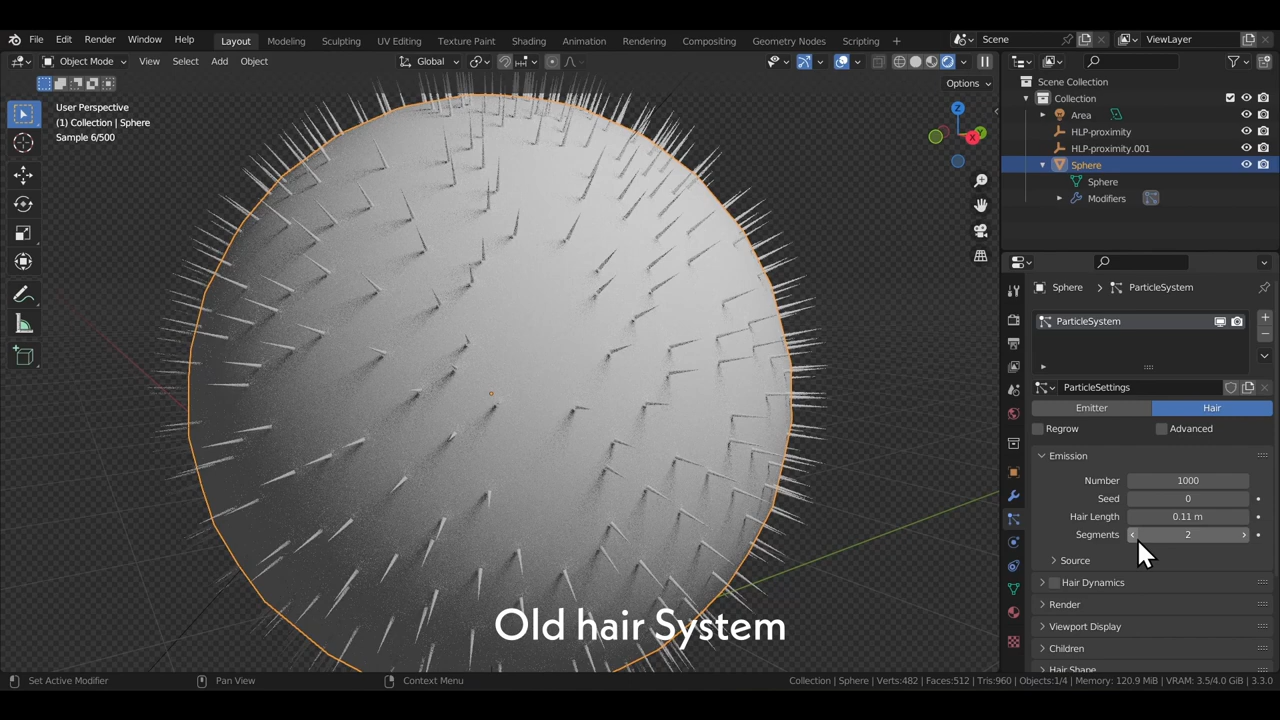 File Edit Render Window Help Layout Modeling Sculpting UV Editing Texture Paint Shading Animation Rendering Compositing Geometry Nodes Scripting + Scene ViewLayer
Object Mode View Select Add Object Global
Options
User Perspective
(1) Collection | Sphere
Sample 6/500
Z
Y
X
Scene Collection
Collection
Area
HLP-proximity
HLP-proximity.001
Sphere
Sphere
Modifiers
Sphere > ParticleSystem
ParticleSystem
ParticleSettings
Emitter Hair
Regrow Advanced
Emission
Number 1000
Seed 0
Hair Length 0.11 m
Segments 2
Source
Hair Dynamics
Render
Viewport Display
Children
Hair Shape
Old hair System
Set Active Modifier Pan View Context Menu Collection | Sphere | Verts:482 | Faces:512 | Tris:960 | Objects:1/4 | Memory: 120.9 MiB | VRAM: 3.5/4.0 GiB | 3.3.0